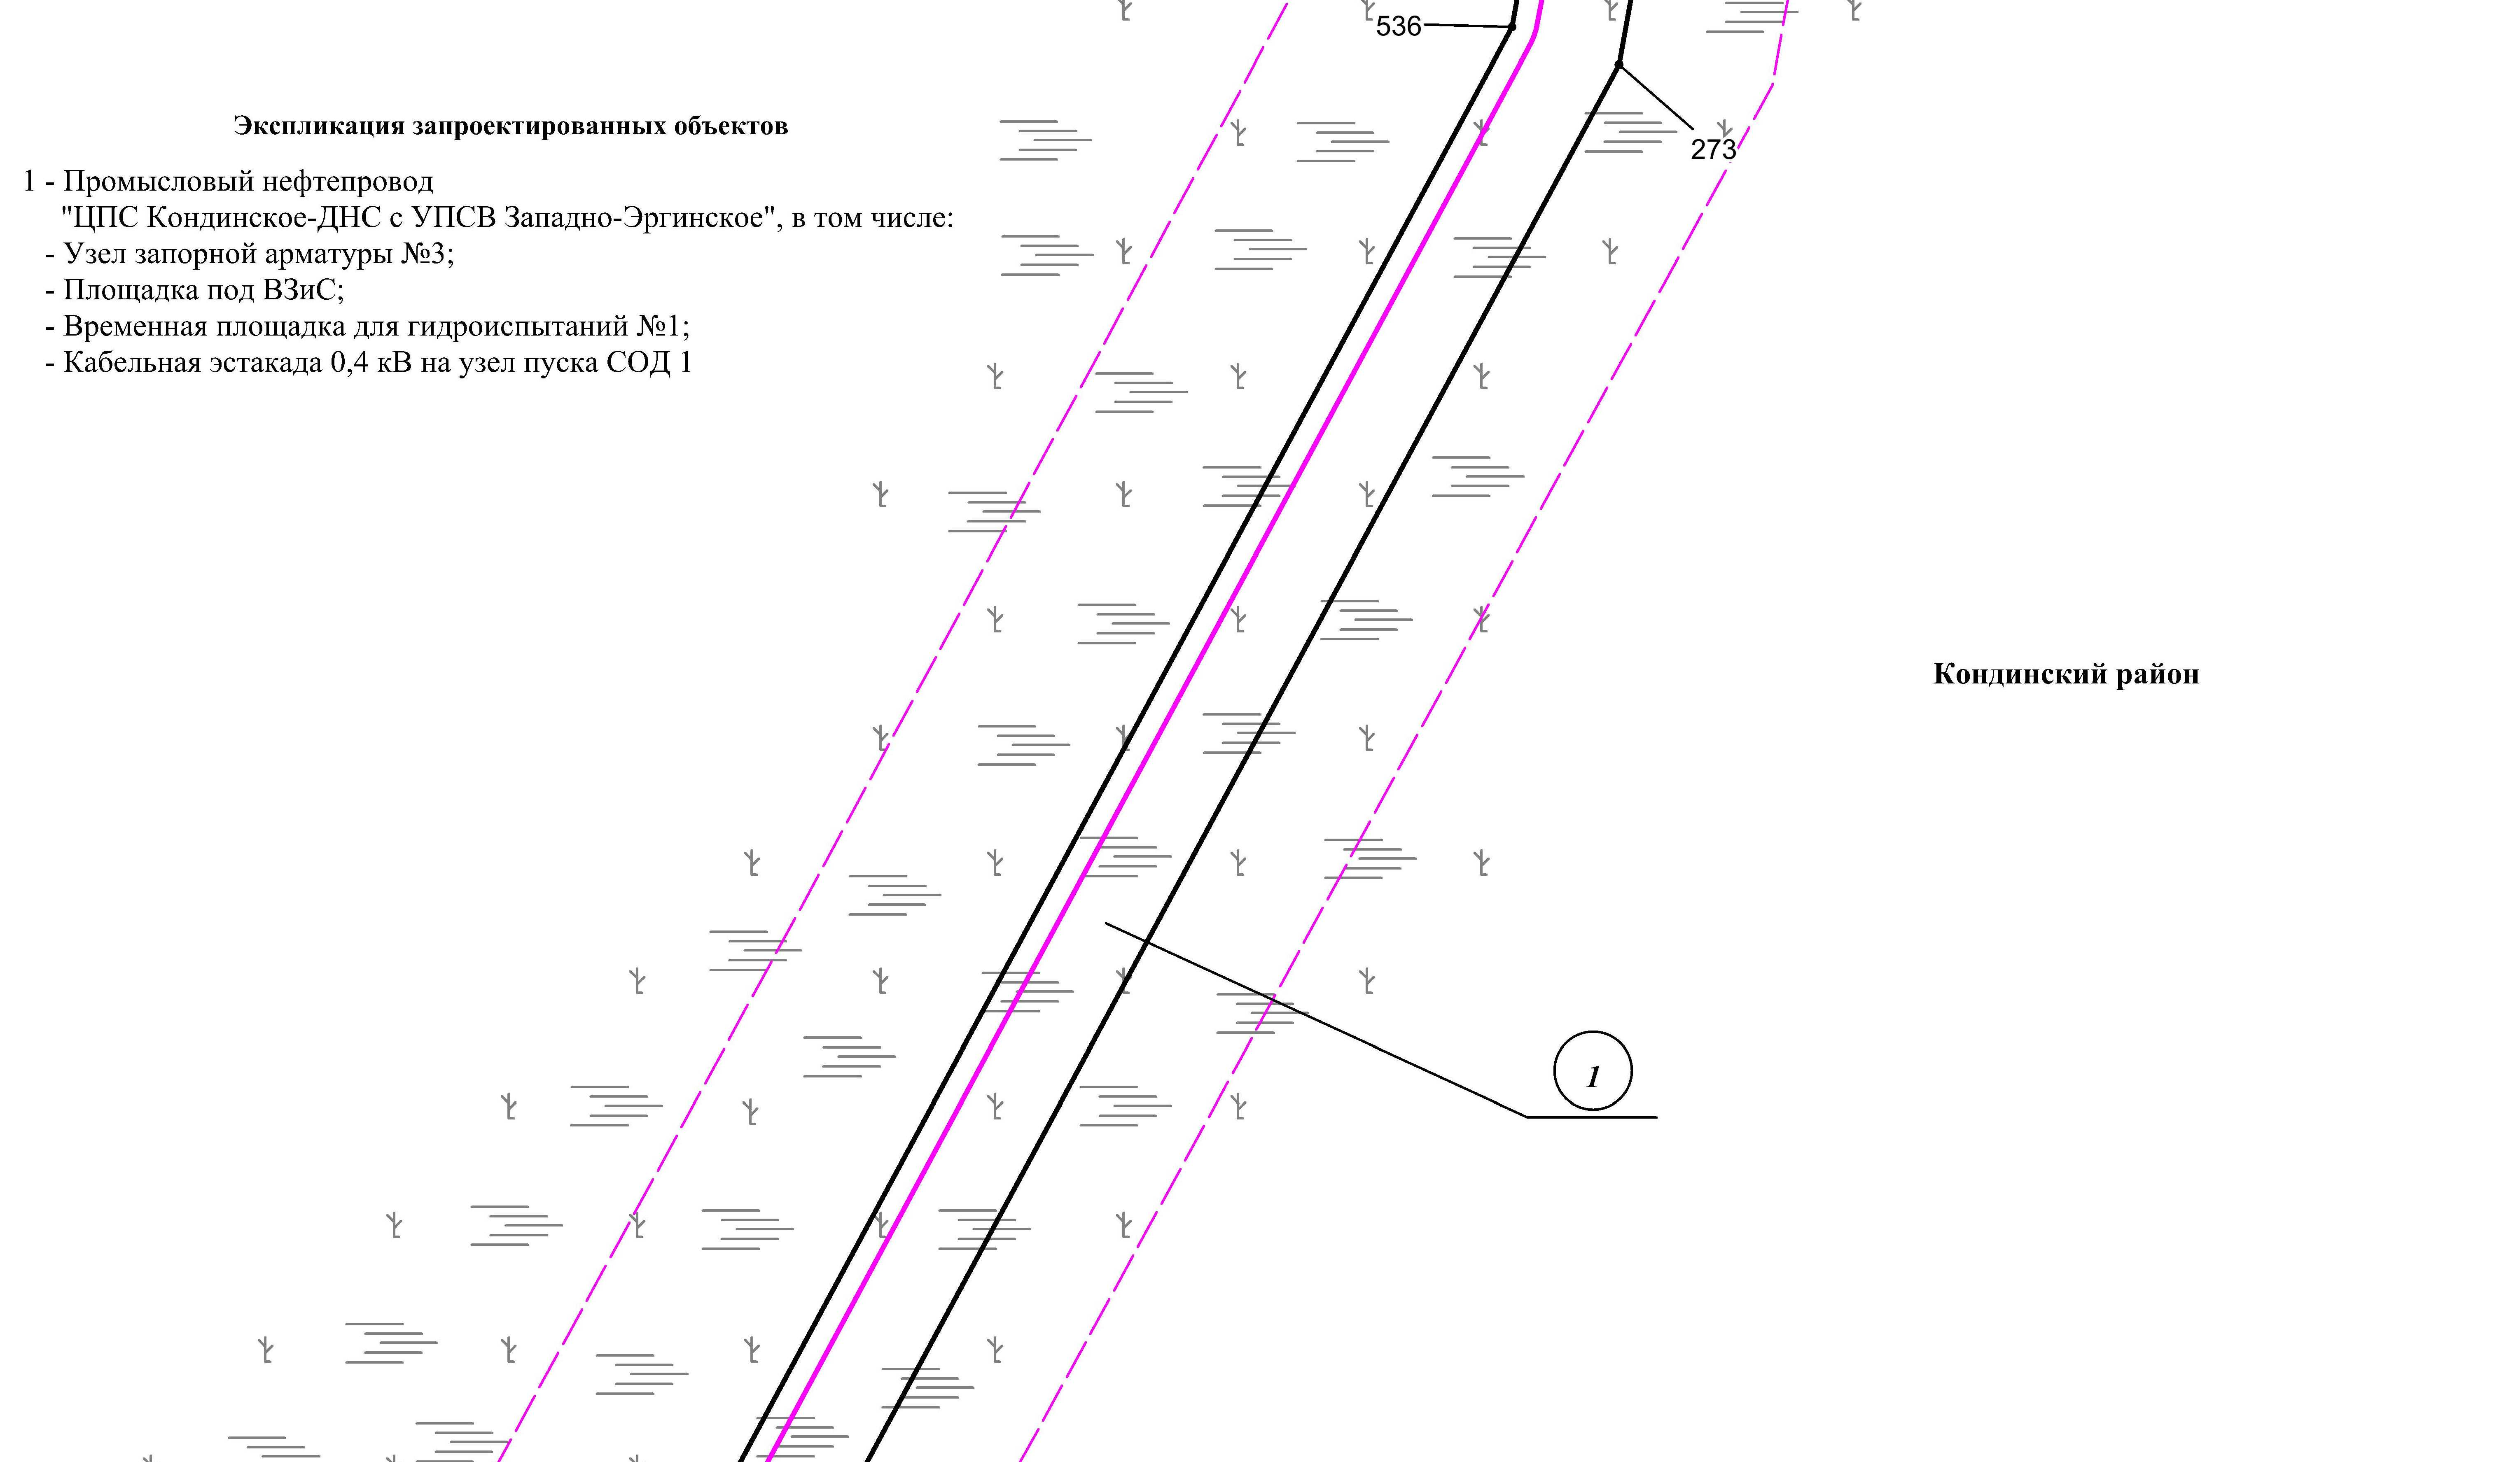 536
273
Экспликация запроектированных объектов
1 - Промысловый нефтепровод
"ЦПС Кондинское-ДНС с УПСВ Западно-Эргинское", в том числе:
- Узел запорной арматуры №3;
- Площадка под ВЗиС;
- Временная площадка для гидроиспытаний №1;
- Кабельная эстакада 0,4 кВ на узел пуска СОД 1
Кондинский район
1